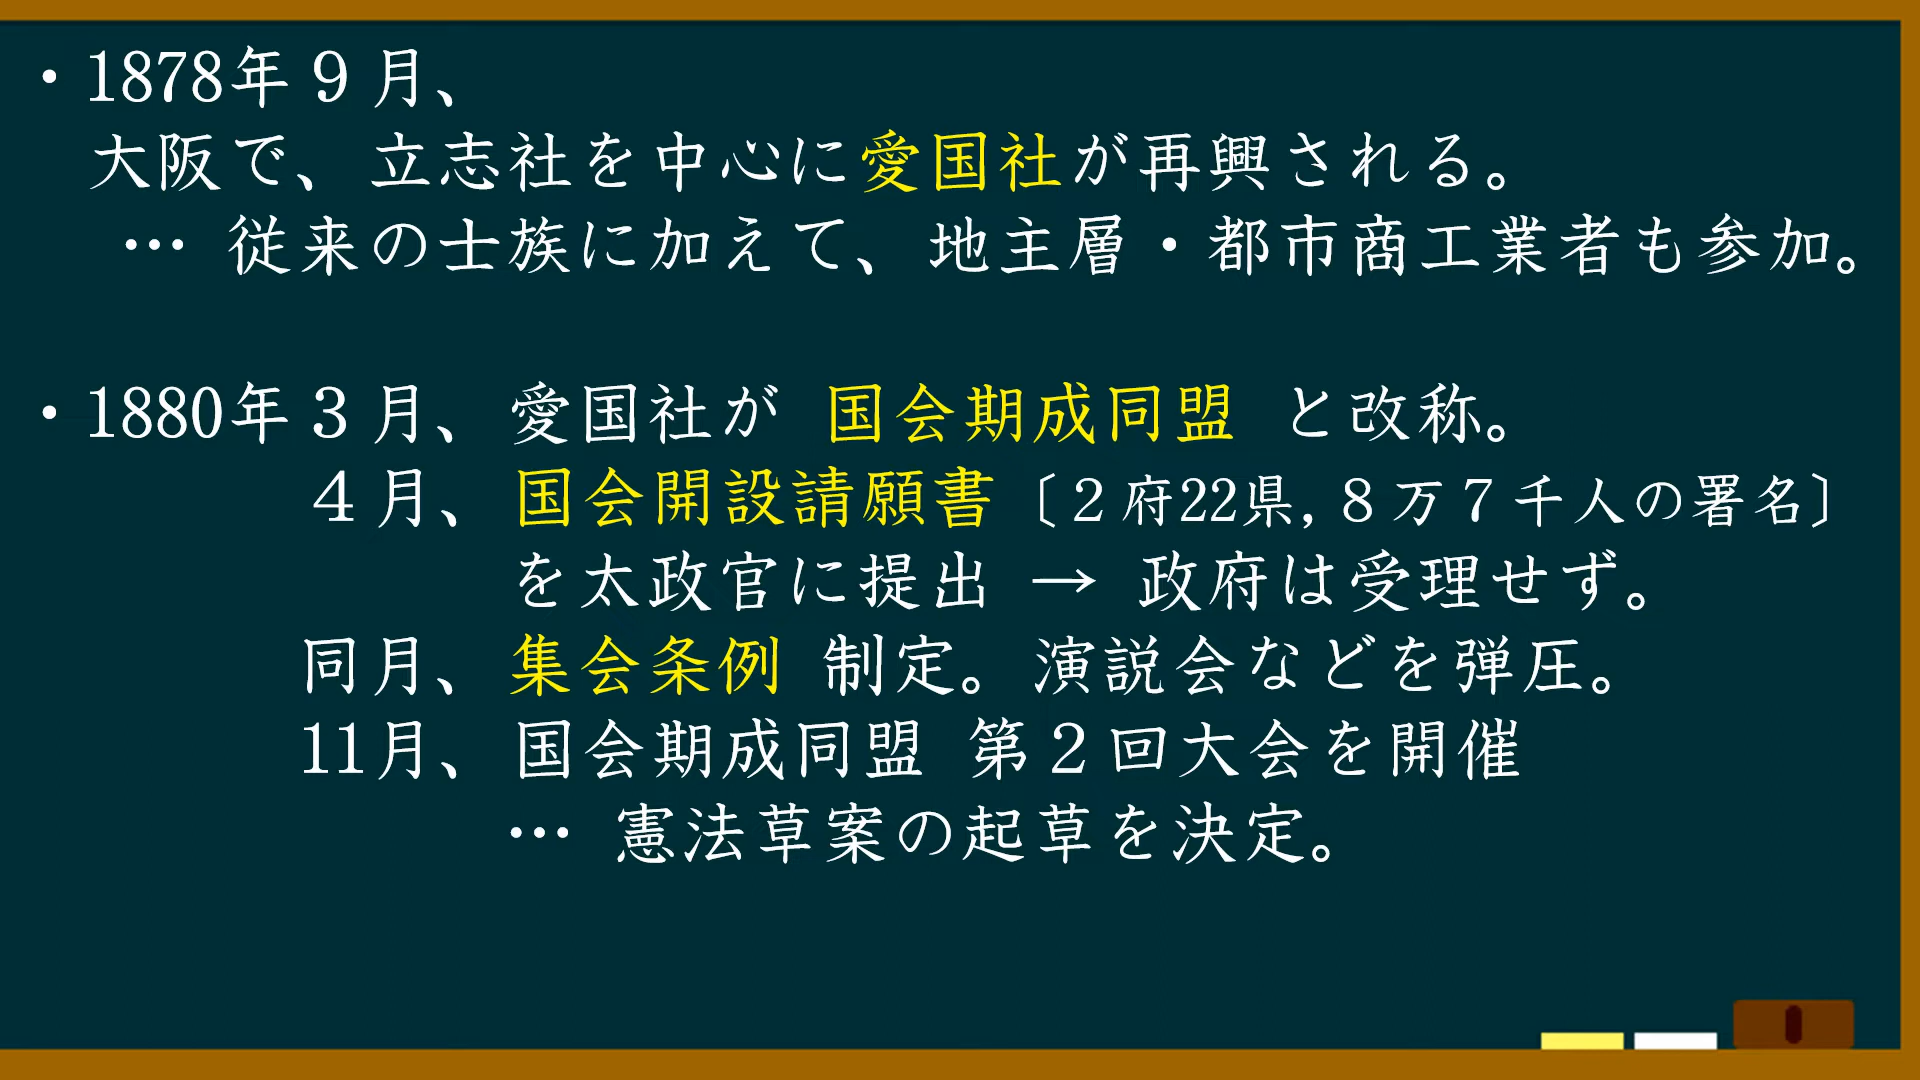 ・1878年９月、
大阪で、立志社を中心に愛国社が再興される。
… 従来の士族に加えて、地主層・都市商工業者も参加。
・1880年３月、愛国社が 国会期成同盟 と改称。
４月、国会開設請願書〔２府22県,８万７千人の署名〕
を太政官に提出 → 政府は受理せず。
同月、集会条例 制定。演説会などを弾圧。
11月、国会期成同盟 第２回大会を開催
… 憲法草案の起草を決定。